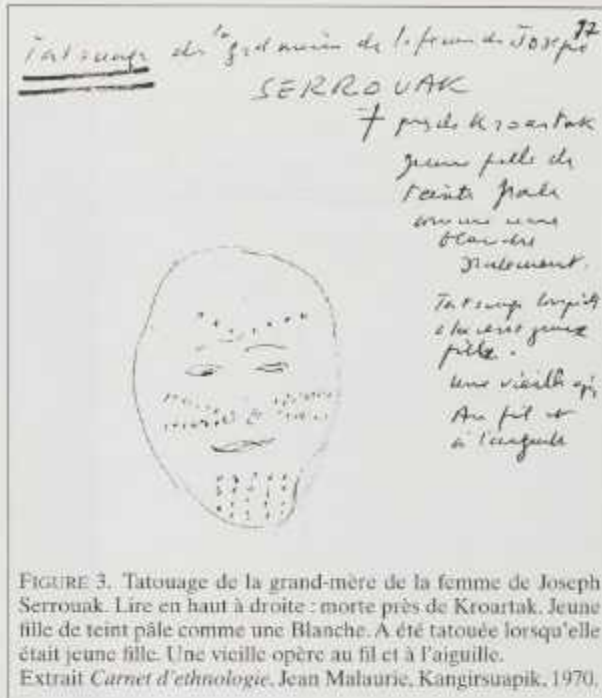 97
Tatouage de la grd mère de la femme de Joseph
SERROUAK
† près de Kroartak
jeune fille de
teinte pale
comme une
blanche
Tatouage lorsqu'
elle était jeune
fille.
une vieille
Au fil et
à l'aiguille
FIGURE 3. Tatouage de la grand-mère de la femme de Joseph
Serrouak. Lire en haut à droite : morte près de Kroartak. Jeune
fille de teint pâle comme une Blanche. A été tatouée lorsqu'elle
était jeune fille. Une vieille opère au fil et à l'aiguille.
Extrait Carnet d'ethnologie, Jean Malaurie, Kangirsuapik, 1970.